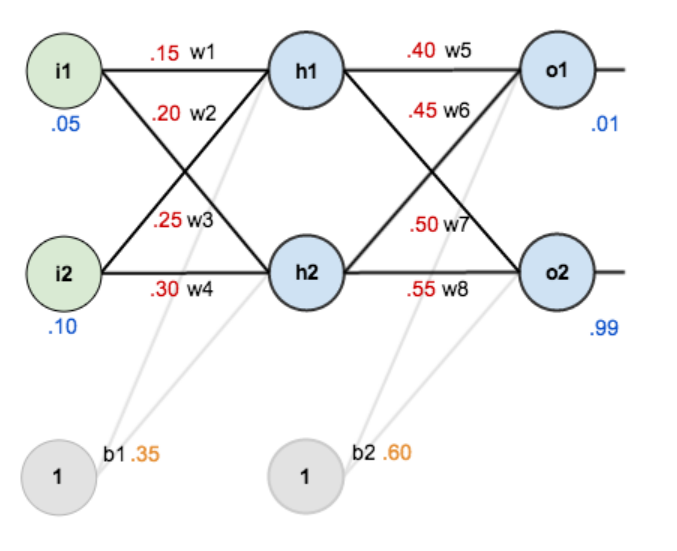 i1 .15 w1 h1 .40 w5 o1
.20 w2 .45 w6
.05 .01
.25 w3 .50 w7
i2 .30 w4 h2 .55 w8 o2
.10 .99
1 b1 .35 1 b2 .60